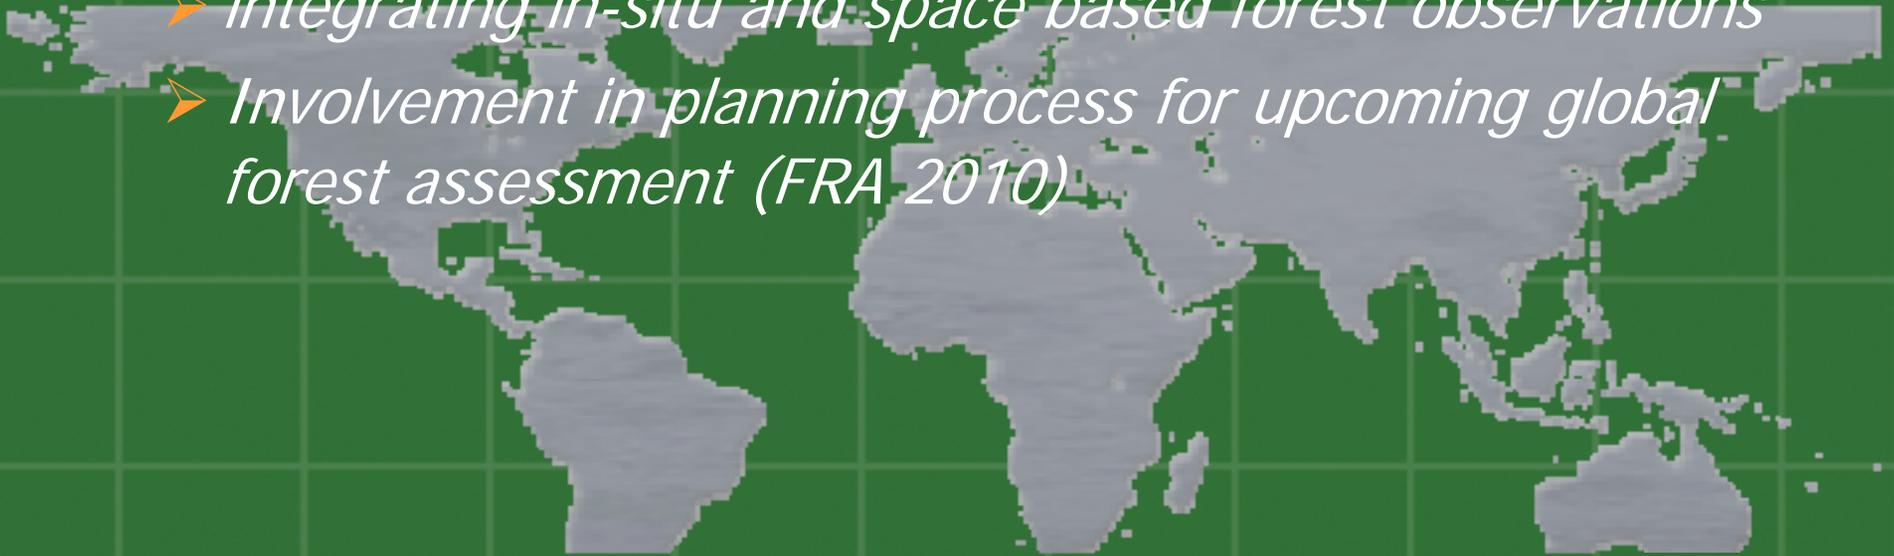 Integrating in-situ and space based forest observations
Involvement in planning process for upcoming global
forest assessment (FRA 2010)